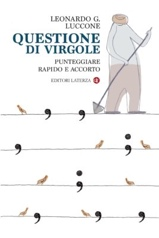 LEONARDO G.
LUCCONE
QUESTIONE
DI VIRGOLE
PUNTEGGIARE
RAPIDO E ACCORTO
EDITORI LATERZA